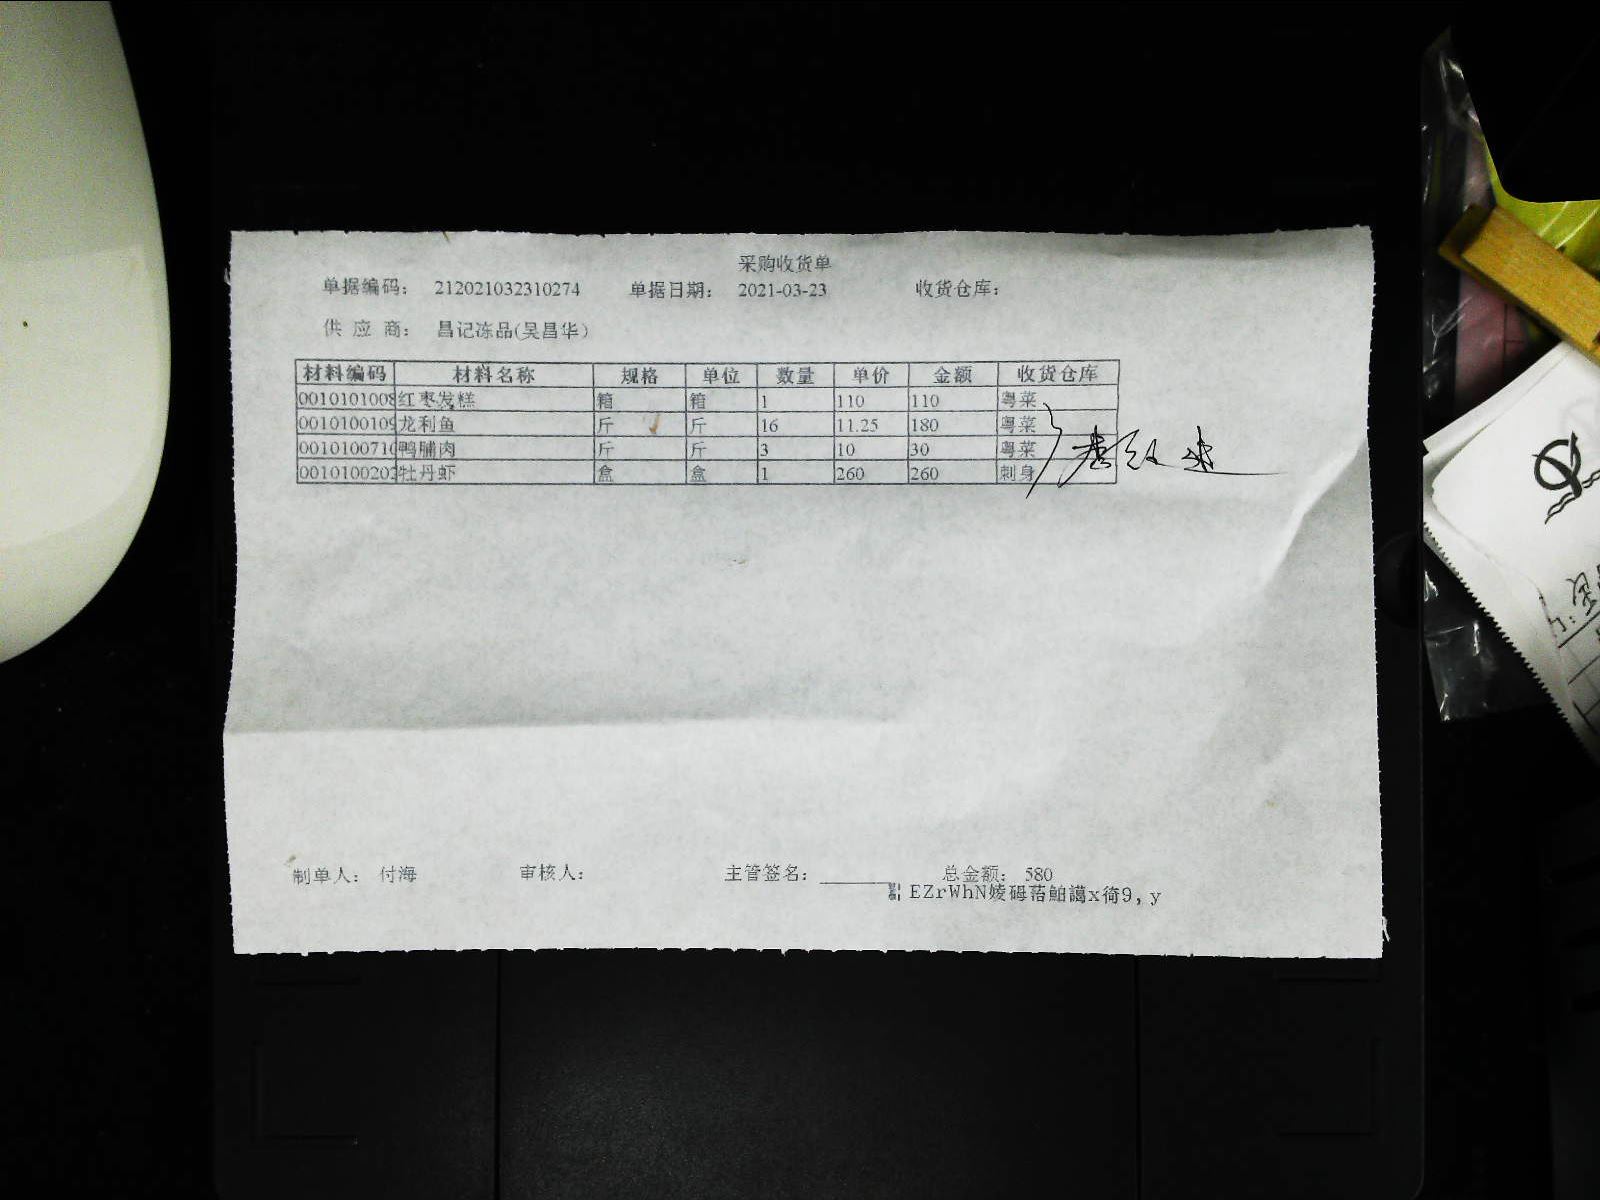 采购收货单
单据编码: 212021032310274 单据日期: 2021-03-23 收货仓库:
供 应 商: 昌记冻品(吴昌华)
材料编码 材料名称 规格 单位 数量 单价 金额 收货仓库
0010101008 红枣发糕 箱 箱 1 110 110 粤菜
0010100109 龙利鱼 斤 斤 16 11.25 180 粤菜
0010100710 鸭脯肉 斤 斤 3 10 30 粤菜
0010100202 牡丹虾 盒 盒 1 260 260 刺身
制单人: 付海 审核人: 主管签名: 总金额: 580
EZrWhN